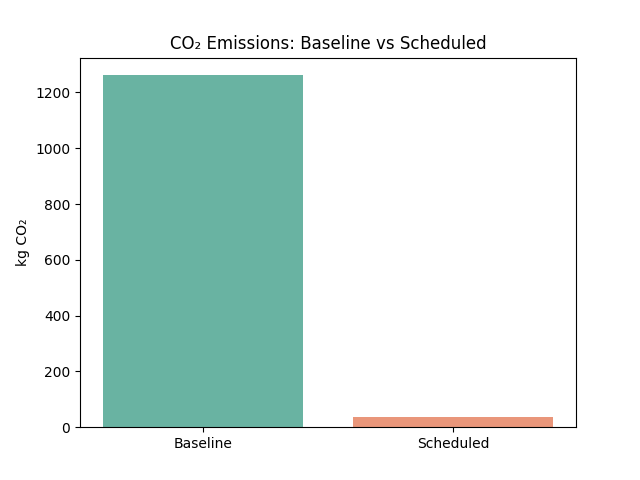 CO₂ Emissions: Baseline vs Scheduled
kg CO₂
1200
1000
800
600
400
200
0
Baseline
Scheduled